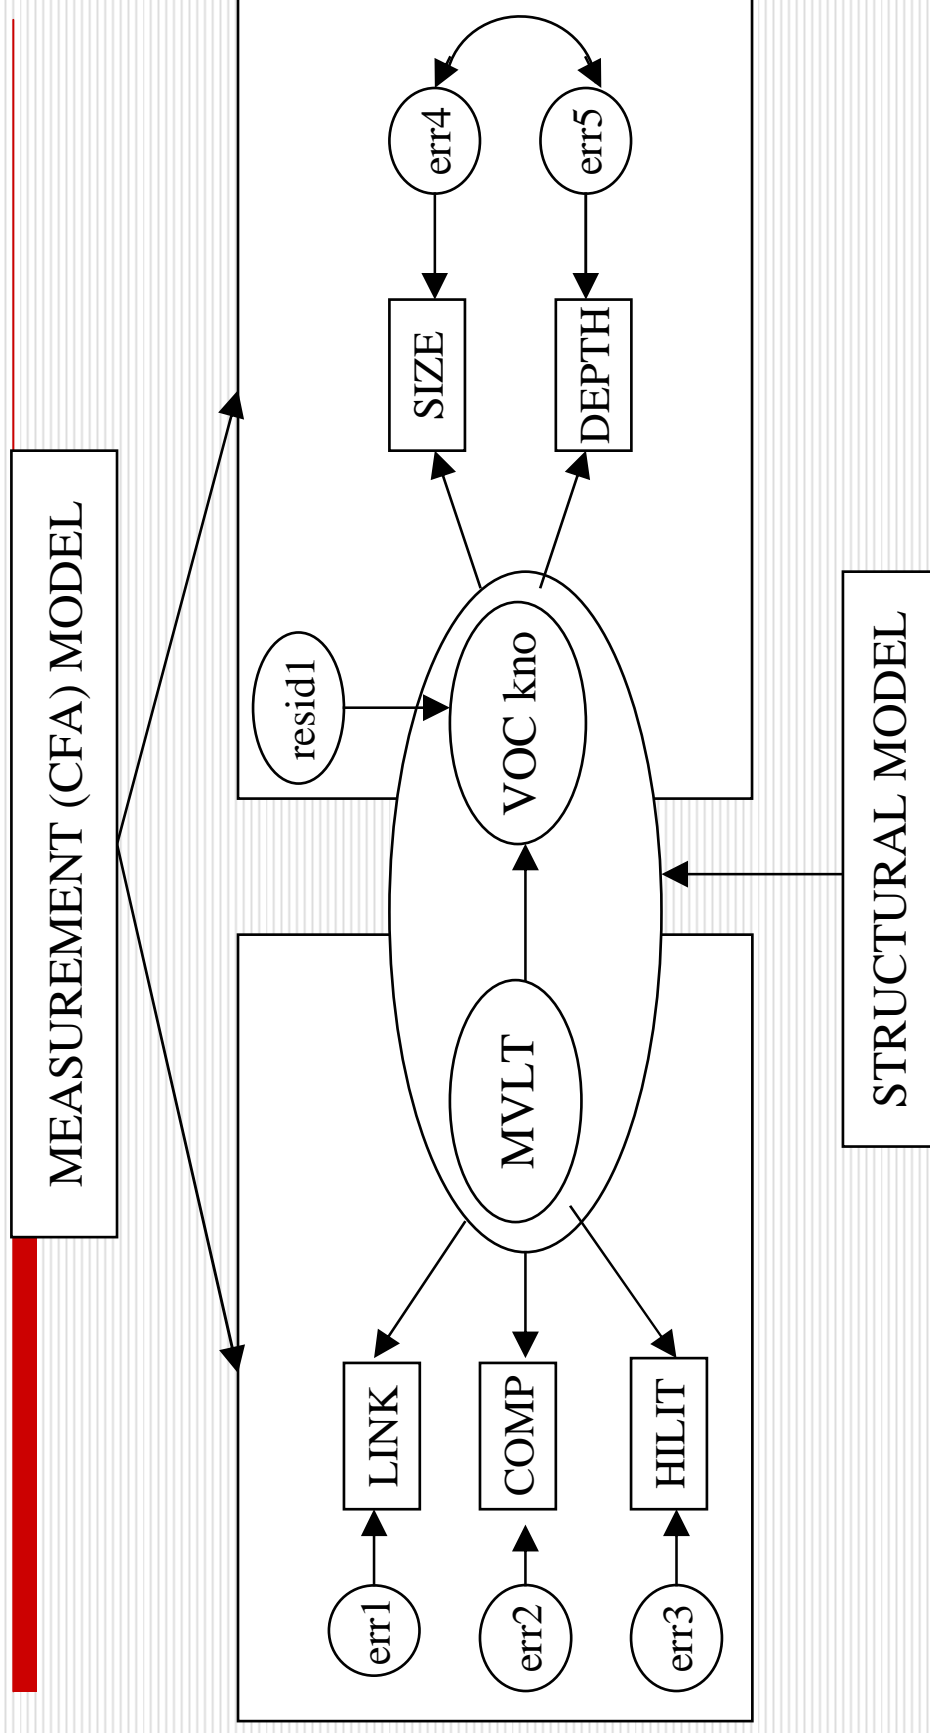 MEASUREMENT (CFA) MODEL
resid1
err1
LINK
SIZE
err4
err2
COMP
MVLT
VOC kno
err3
HILIT
DEPTH
err5
STRUCTURAL MODEL